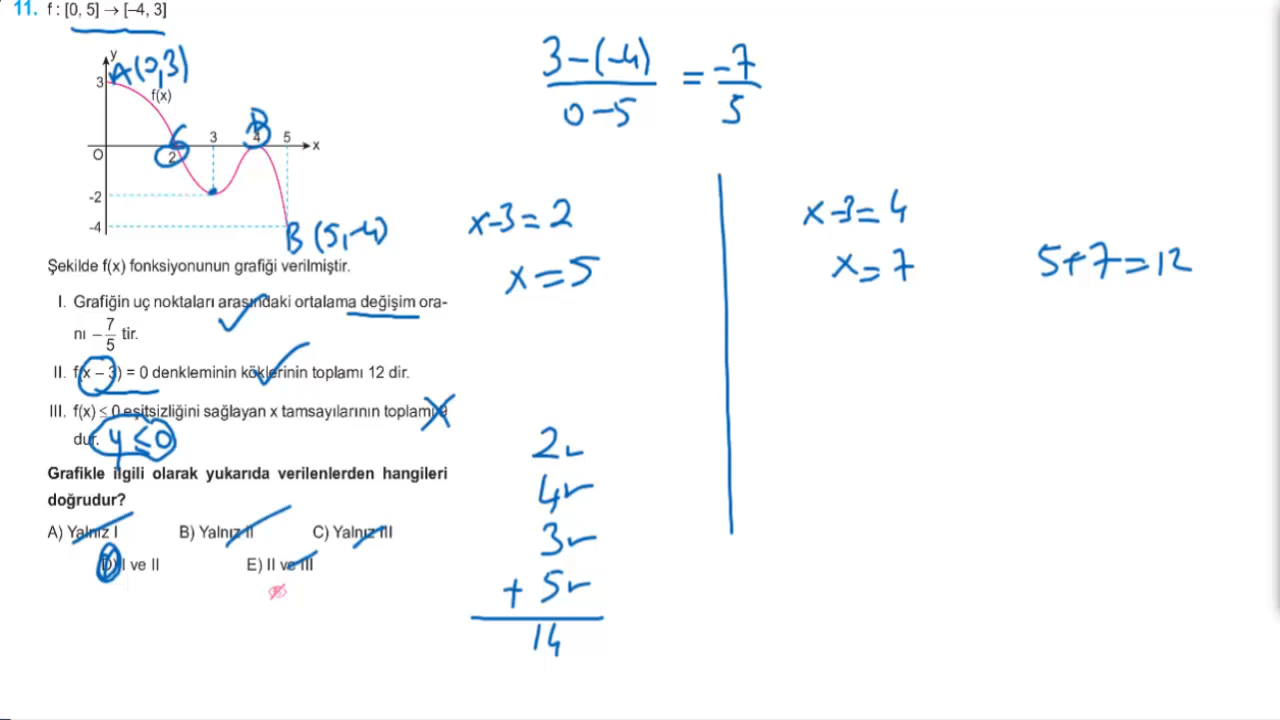 11. f : [0, 5] → [–4, 3]
y
A(0,3)
3
f(x)
C
B
3
4
5
x
O
2
-2
-4
B (5,-4)
Şekilde f(x) fonksiyonunun grafiği verilmiştir.
I. Grafiğin uç noktaları arasındaki ortalama değişim ora-
nı –7/5 tir.
II. f(x – 3) = 0 denkleminin köklerinin toplamı 12 dir.
III. f(x) ≤ 0 eşitsizliğini sağlayan x tamsayılarının toplamı
dur. y ≤ 0
Grafikle ilgili olarak yukarıda verilenlerden hangileri
doğrudur?
A) Yalnız I B) Yalnız II C) Yalnız III
D) I ve II E) II ve III
3-(-4)/0-5 = -7/5
x-3=2
x=5
x-3=4
x=7
5+7=12
2
4
3
+ 5
14